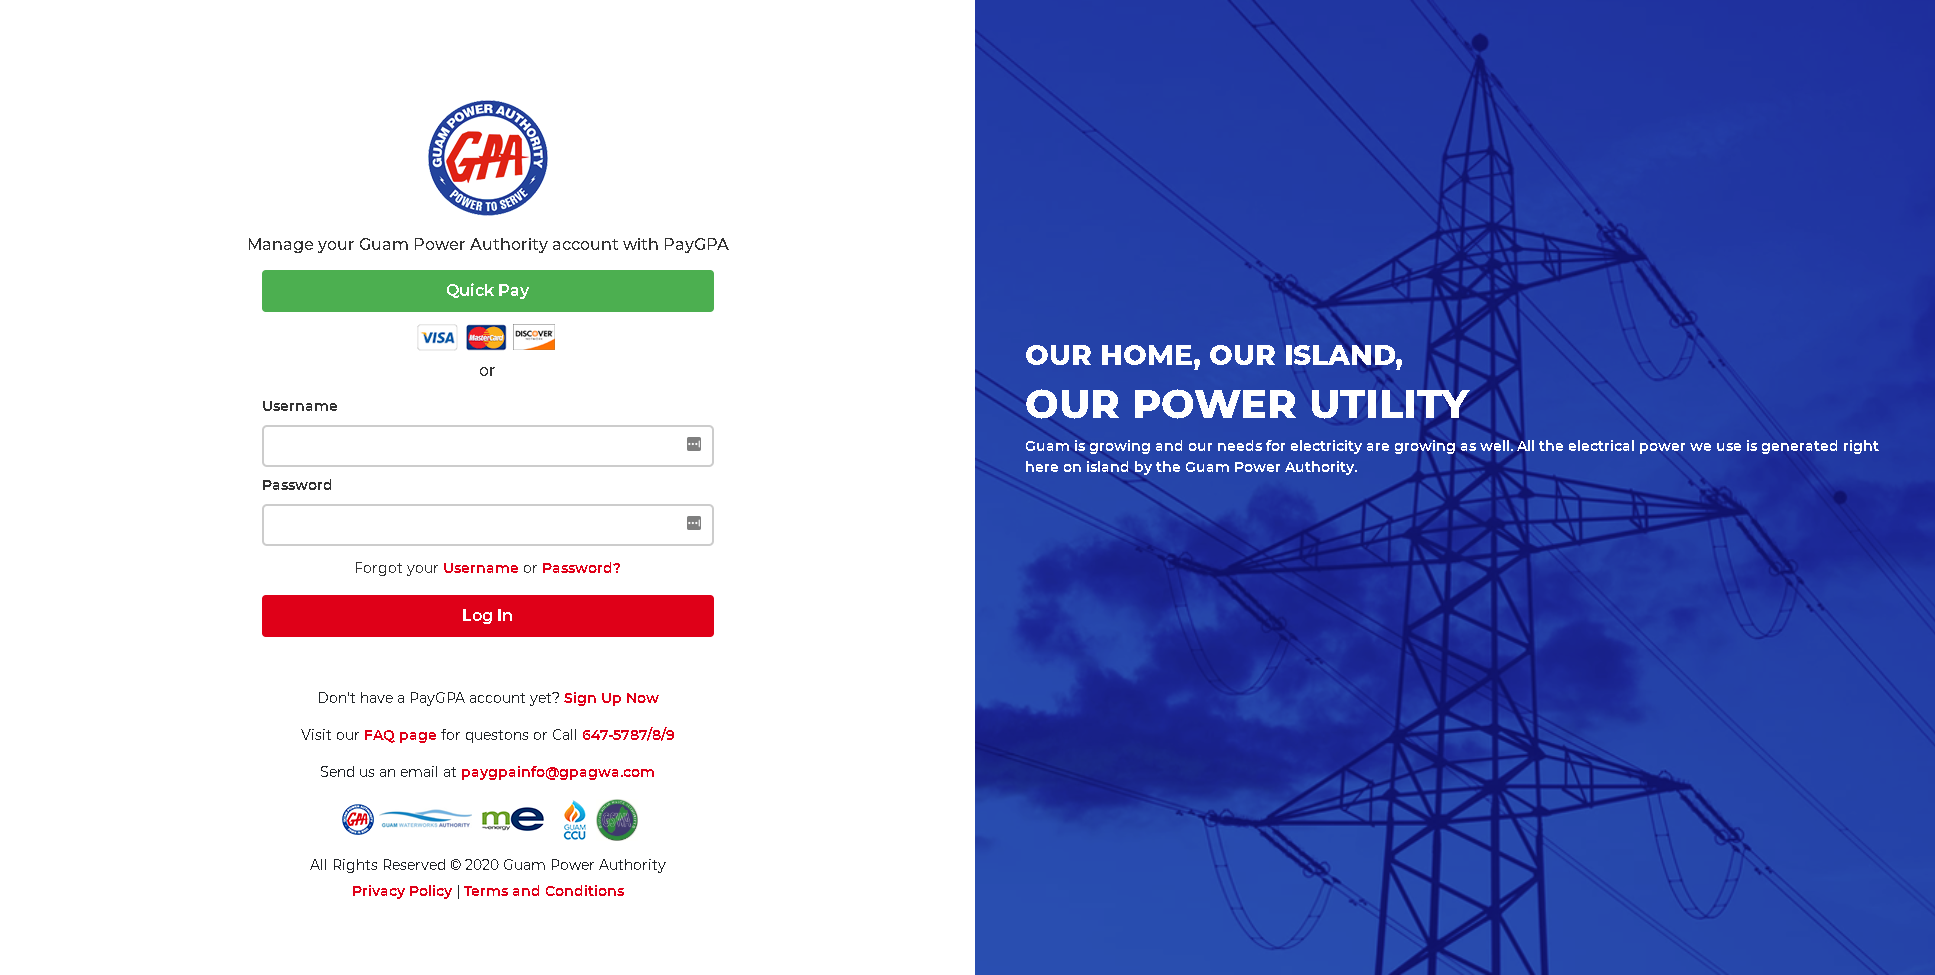 GUAM POWER AUTHORITY
GPA
POWER TO SERVE
Manage your Guam Power Authority account with PayGPA
Quick Pay
VISA MasterCard DISCOVER
or
Username
Password
Forgot your Username or Password?
Log In
Don't have a PayGPA account yet? Sign Up Now
Visit our FAQ page for questons or Call 647-5787/8/9
Send us an email at paygpainfo@gpagwa.com
GPA
GUAM WATERWORKS AUTHORITY
me
energy
GUAM
CCU
All Rights Reserved © 2020 Guam Power Authority
Privacy Policy | Terms and Conditions
OUR HOME, OUR ISLAND,
OUR POWER UTILITY
Guam is growing and our needs for electricity are growing as well. All the electrical power we use is generated right
here on island by the Guam Power Authority.